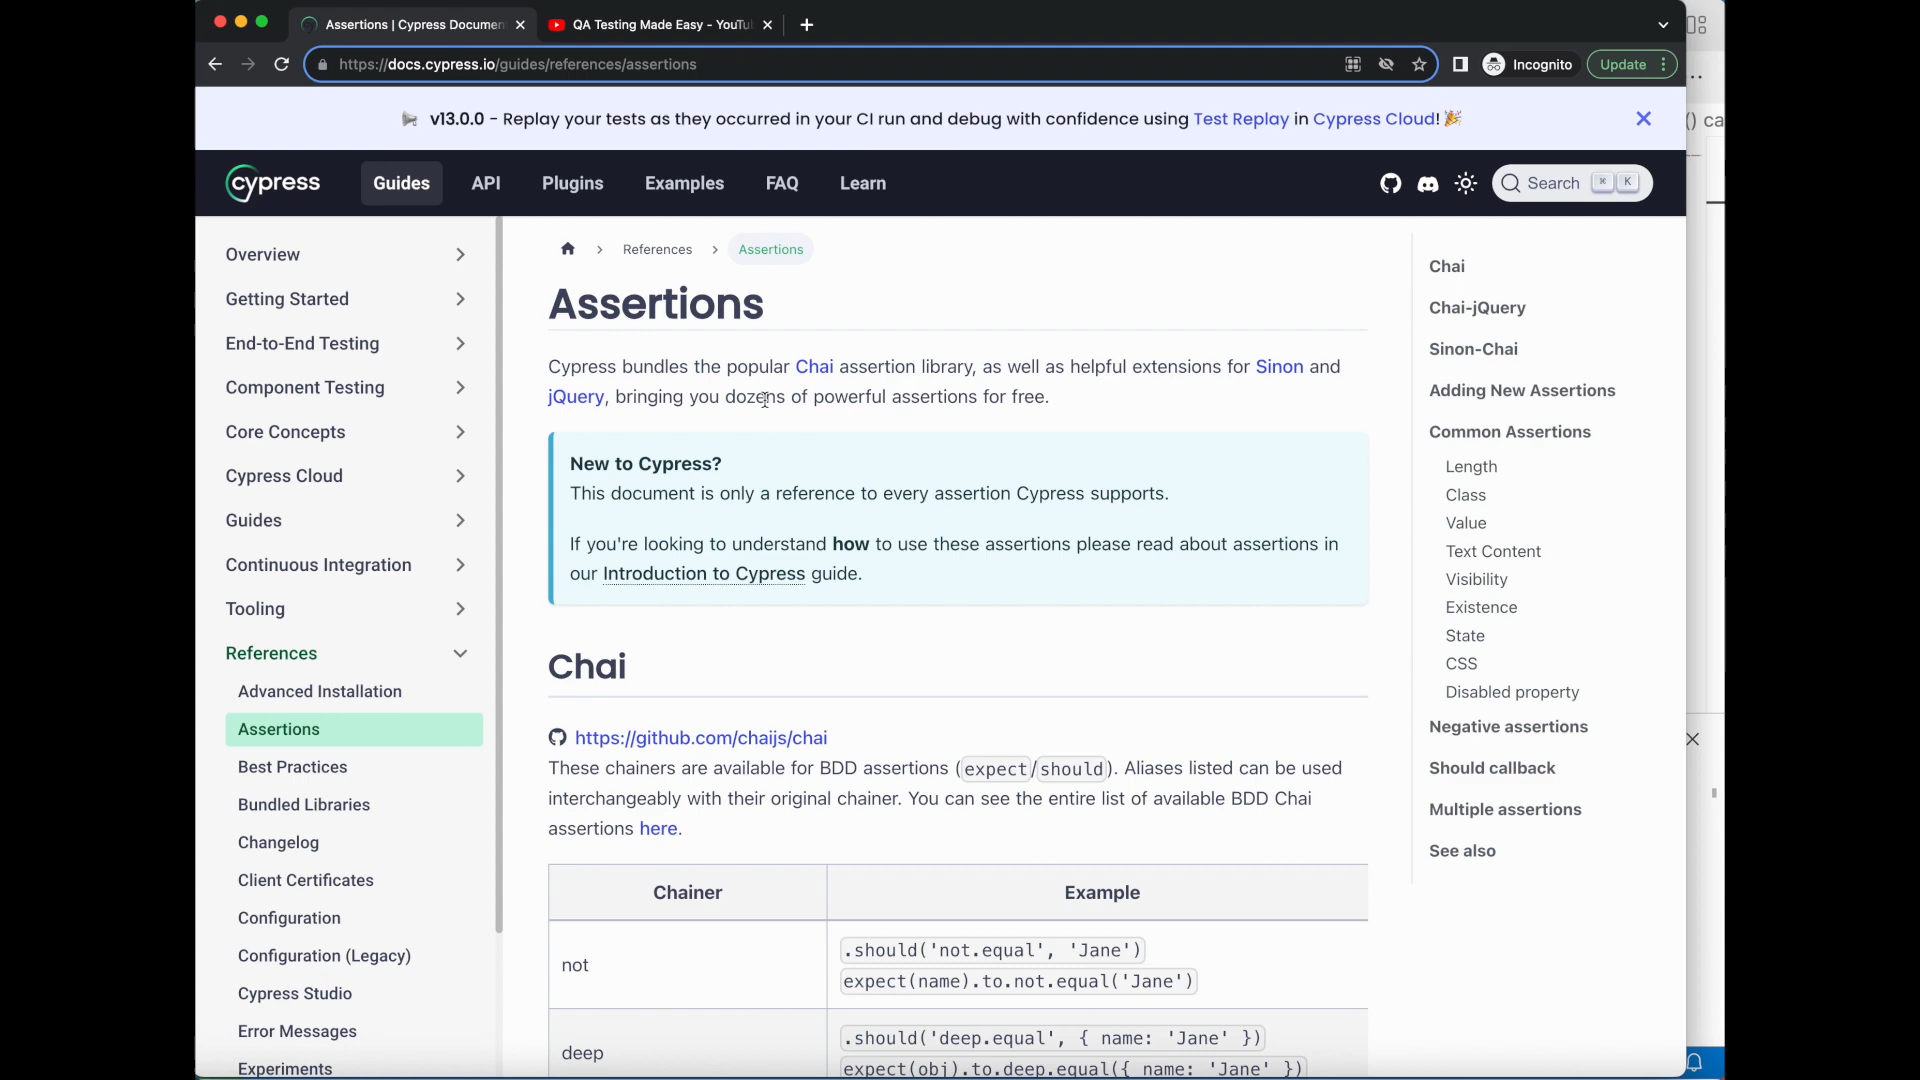 Assertions | Cypress Documen
QA Testing Made Easy - YouTu
https://docs.cypress.io/guides/references/assertions
Incognito
Update
v13.0.0 - Replay your tests as they occurred in your CI run and debug with confidence using Test Replay in Cypress Cloud! 🎉
() ca
cypress
Guides
API
Plugins
Examples
FAQ
Learn
Search ⌘ K
Overview
Getting Started
End-to-End Testing
Component Testing
Core Concepts
Cypress Cloud
Guides
Continuous Integration
Tooling
References
Advanced Installation
Assertions
Best Practices
Bundled Libraries
Changelog
Client Certificates
Configuration
Configuration (Legacy)
Cypress Studio
Error Messages
Experiments
References
Assertions
Assertions
Cypress bundles the popular Chai assertion library, as well as helpful extensions for Sinon and
jQuery, bringing you dozens of powerful assertions for free.
New to Cypress?
This document is only a reference to every assertion Cypress supports.
If you're looking to understand how to use these assertions please read about assertions in
our Introduction to Cypress guide.
Chai
https://github.com/chaijs/chai
These chainers are available for BDD assertions (expect/should). Aliases listed can be used
interchangeably with their original chainer. You can see the entire list of available BDD Chai
assertions here.
Chainer
Example
not
.should('not.equal', 'Jane')
expect(name).to.not.equal('Jane')
deep
.should('deep.equal', { name: 'Jane' })
expect(obj).to.deep.equal({ name: 'Jane' })
Chai
Chai-jQuery
Sinon-Chai
Adding New Assertions
Common Assertions
Length
Class
Value
Text Content
Visibility
Existence
State
CSS
Disabled property
Negative assertions
Should callback
Multiple assertions
See also